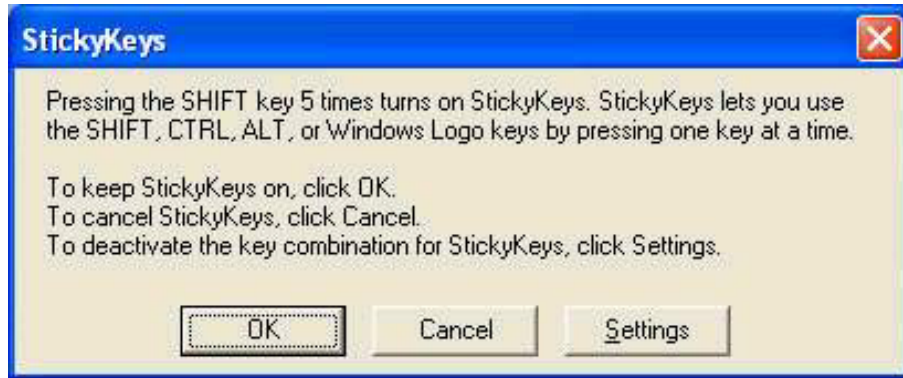 StickyKeys
Pressing the SHIFT key 5 times turns on StickyKeys. StickyKeys lets you use
the SHIFT, CTRL, ALT, or Windows Logo keys by pressing one key at a time.
To keep StickyKeys on, click OK.
To cancel StickyKeys, click Cancel.
To deactivate the key combination for StickyKeys, click Settings.
OK Cancel Settings